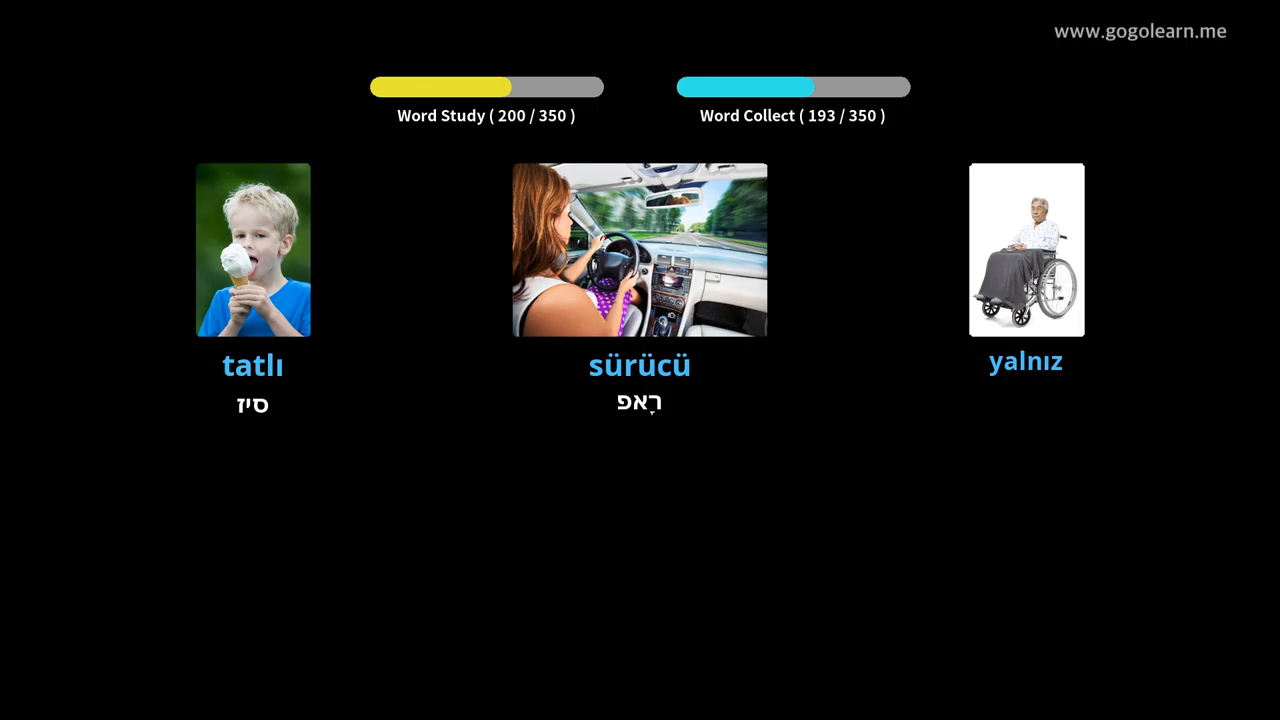 www.gogolearn.me
Word Study ( 200 / 350 )
Word Collect ( 193 / 350 )
tatlı
סיז
sürücü
רָאפ
yalnız